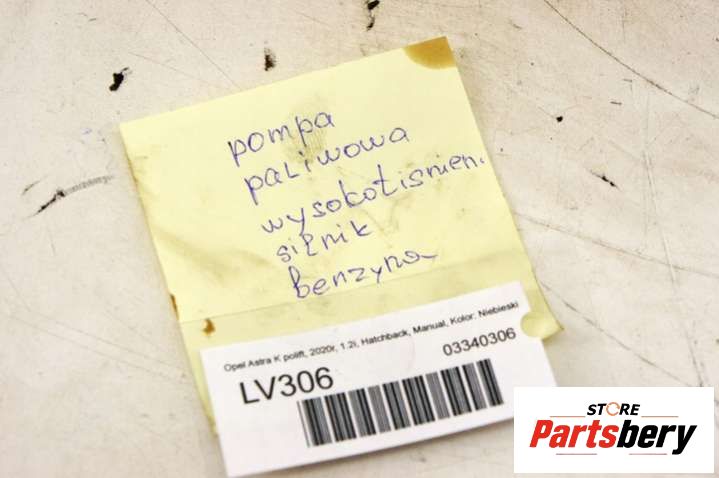 pompa
paliwowa
wysokociśnien.
silnik
benzyna
Opel Astra K polift, 2020r, 1.2i, Hatchback, Manual, Kolor: Niebieski
LV306
03340306
STORE
Partsbery